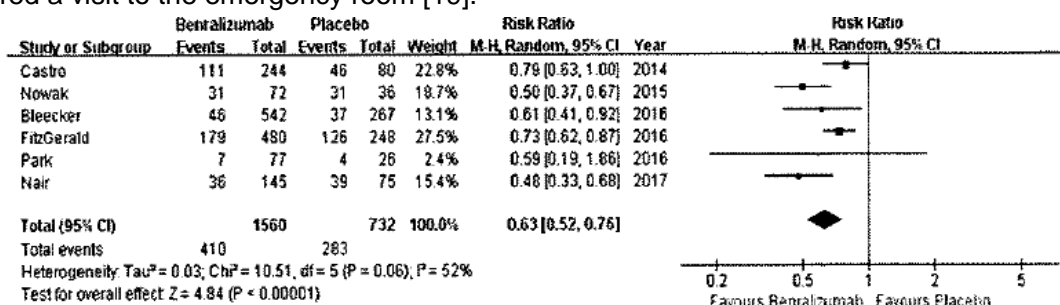 red a visit to the emergency room
Benralizumab Placebo Risk Ratio Risk Ratio
Study or Subgroup Events Total Events Total Weight M-H, Random, 95% CI Year M-H, Random, 95% CI
Castro 111 244 46 80 22.8% 0.79 [0.63, 1.00] 2014
Nowak 31 72 31 36 18.7% 0.50 [0.37, 0.67] 2015
Bleecker 46 542 37 267 13.1% 0.61 [0.41, 0.92] 2016
FitzGerald 179 480 126 248 27.5% 0.73 [0.62, 0.87] 2016
Park 7 77 4 26 2.4% 0.59 [0.19, 1.86] 2016
Nair 36 145 39 75 15.4% 0.48 [0.33, 0.68] 2017
Total (95% CI) 1560 732 100.0% 0.63 [0.52, 0.76]
Total events 410 283
Heterogeneity: Tau² = 0.03; Chi² = 10.51, df = 5 (P = 0.06); I² = 52%
Test for overall effect: Z = 4.84 (P < 0.00001)
0.2 0.5 1 2 5
Favours Benralizumab Favours Placebo